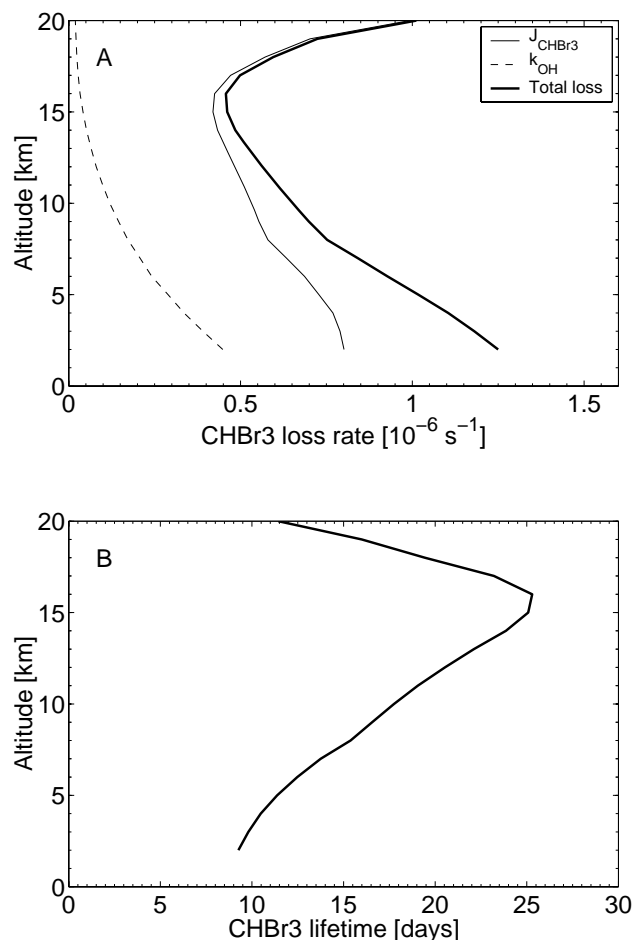 A
J_CHBr3
k_OH
Total loss
20
15
10
5
0
Altitude [km]
0 0.5 1 1.5
CHBr3 loss rate [10⁻⁶ s⁻¹]
B
20
15
10
5
0
Altitude [km]
0 5 10 15 20 25 30
CHBr3 lifetime [days]